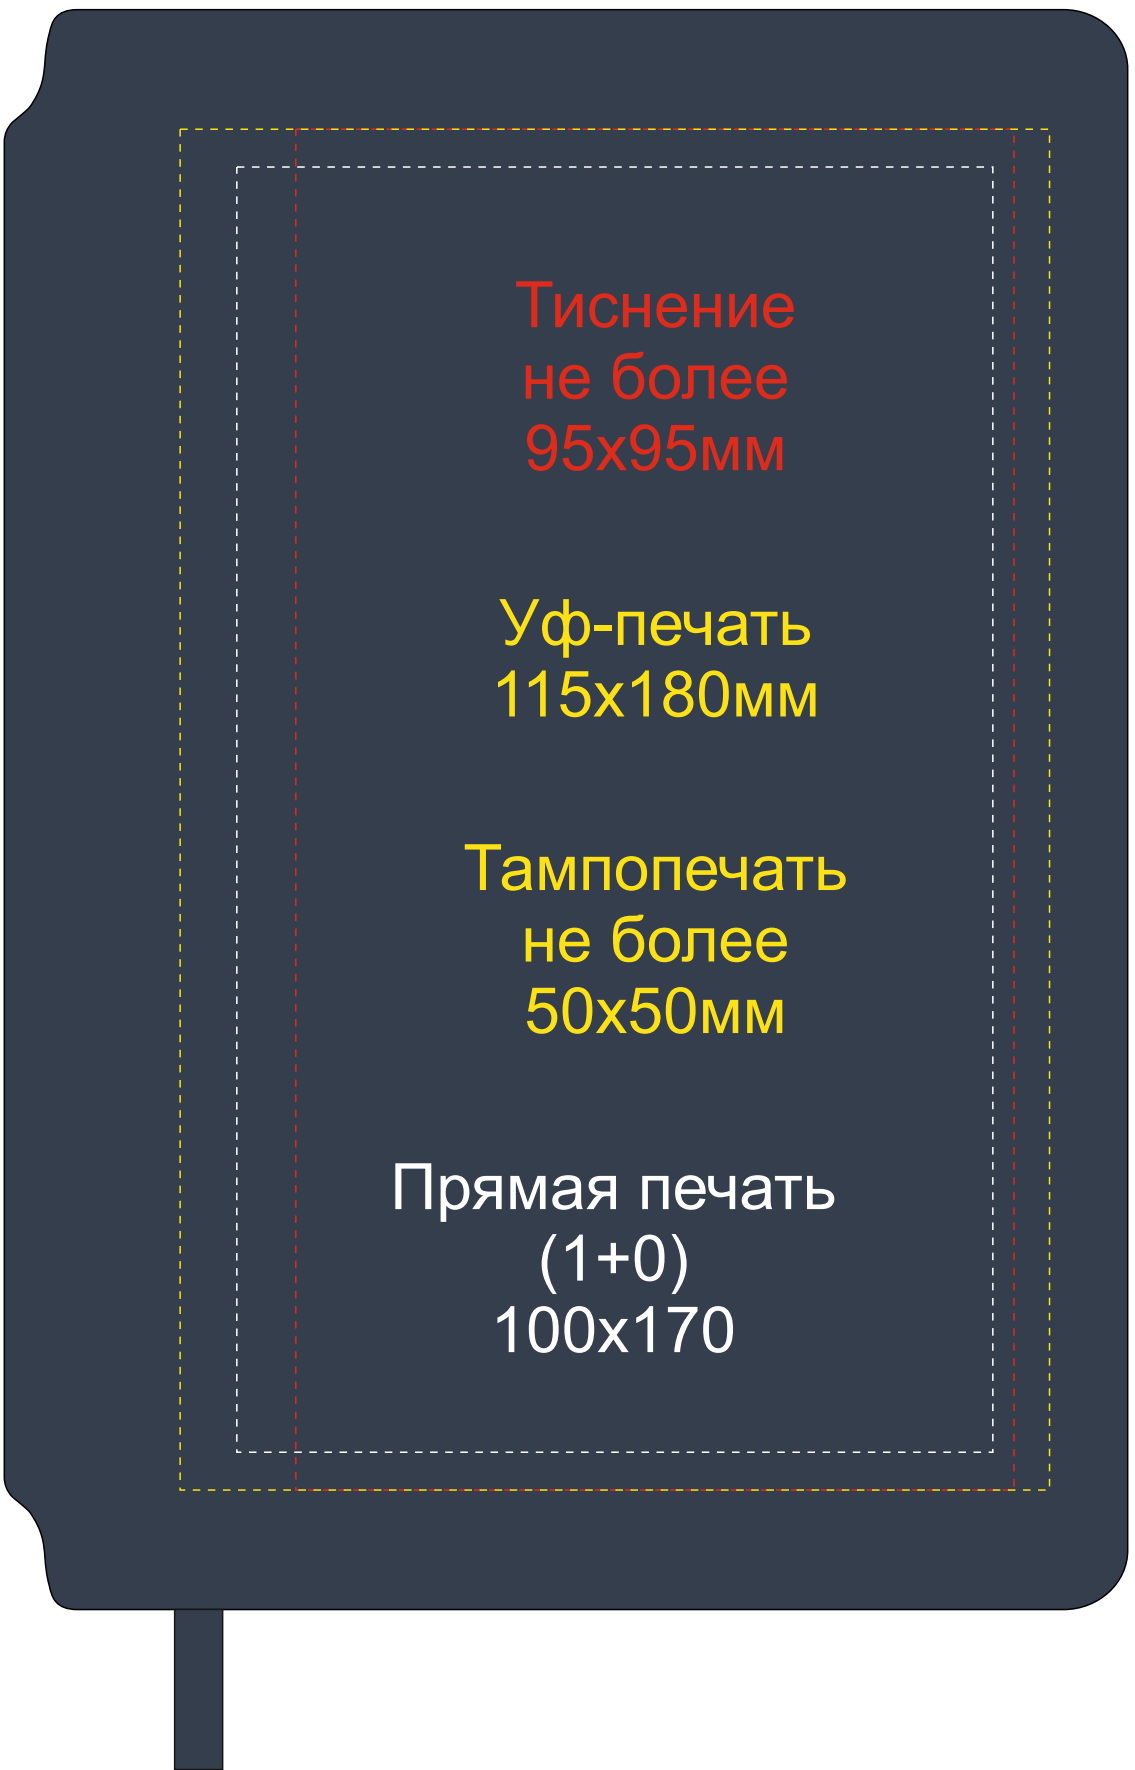 Тиснение
не более
95х95мм
Уф-печать
115х180мм
Тампопечать
не более
50х50мм
Прямая печать
(1+0)
100х170